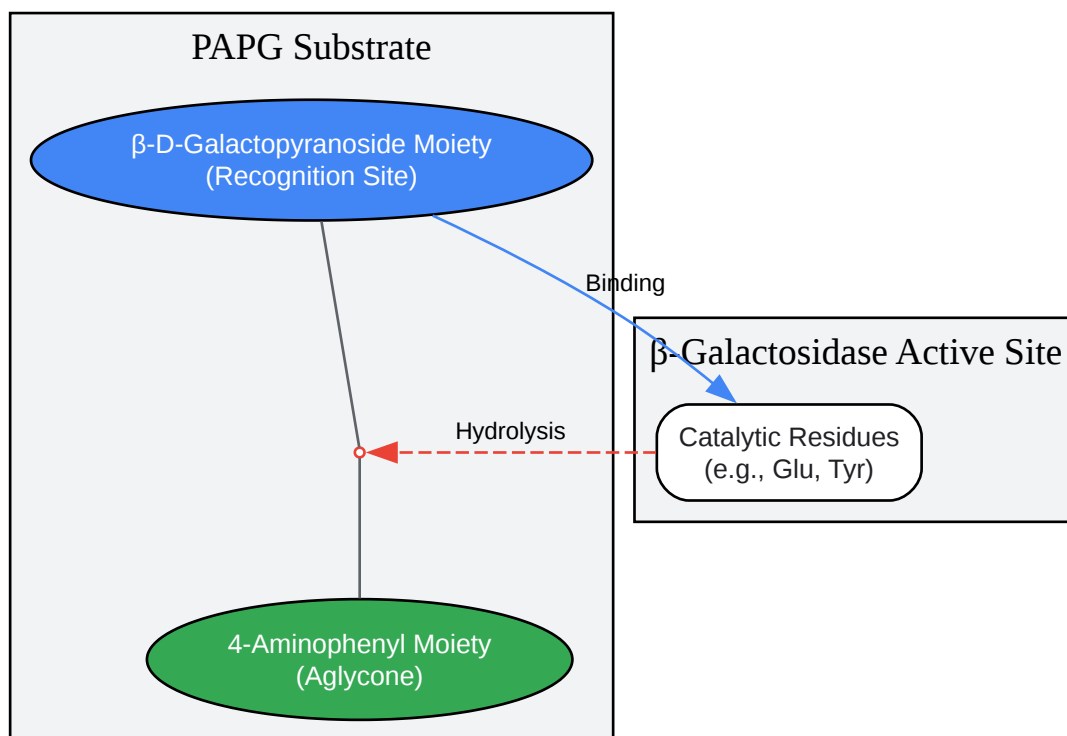 PAPG Substrate
β-D-Galactopyranoside Moiety
(Recognition Site)
Binding
β-Galactosidase Active Site
Hydrolysis
Catalytic Residues
(e.g., Glu, Tyr)
4-Aminophenyl Moiety
(Aglycone)